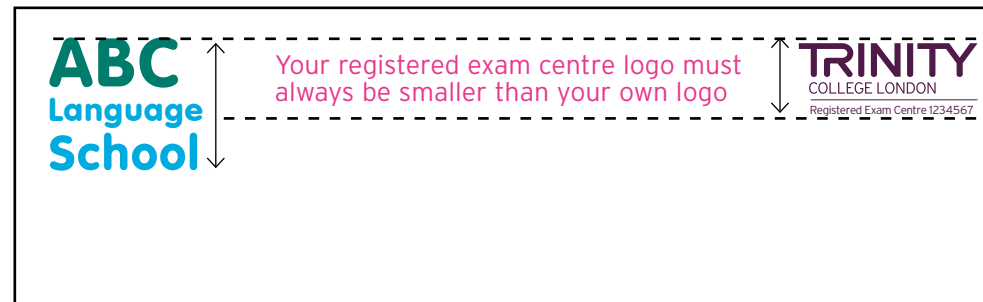 ABC
Language
School
Your registered exam centre logo must
always be smaller than your own logo
TRINITY
COLLEGE LONDON
Registered Exam Centre 1234567